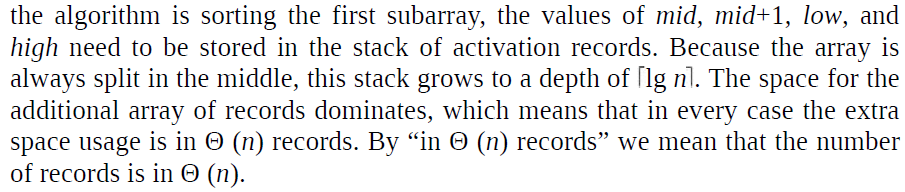 the algorithm is sorting the first subarray, the values of mid, mid+1, low, and
high need to be stored in the stack of activation records. Because the array is
always split in the middle, this stack grows to a depth of ⌈lg n⌉. The space for the
additional array of records dominates, which means that in every case the extra
space usage is in Θ (n) records. By “in Θ (n) records” we mean that the number
of records is in Θ (n).